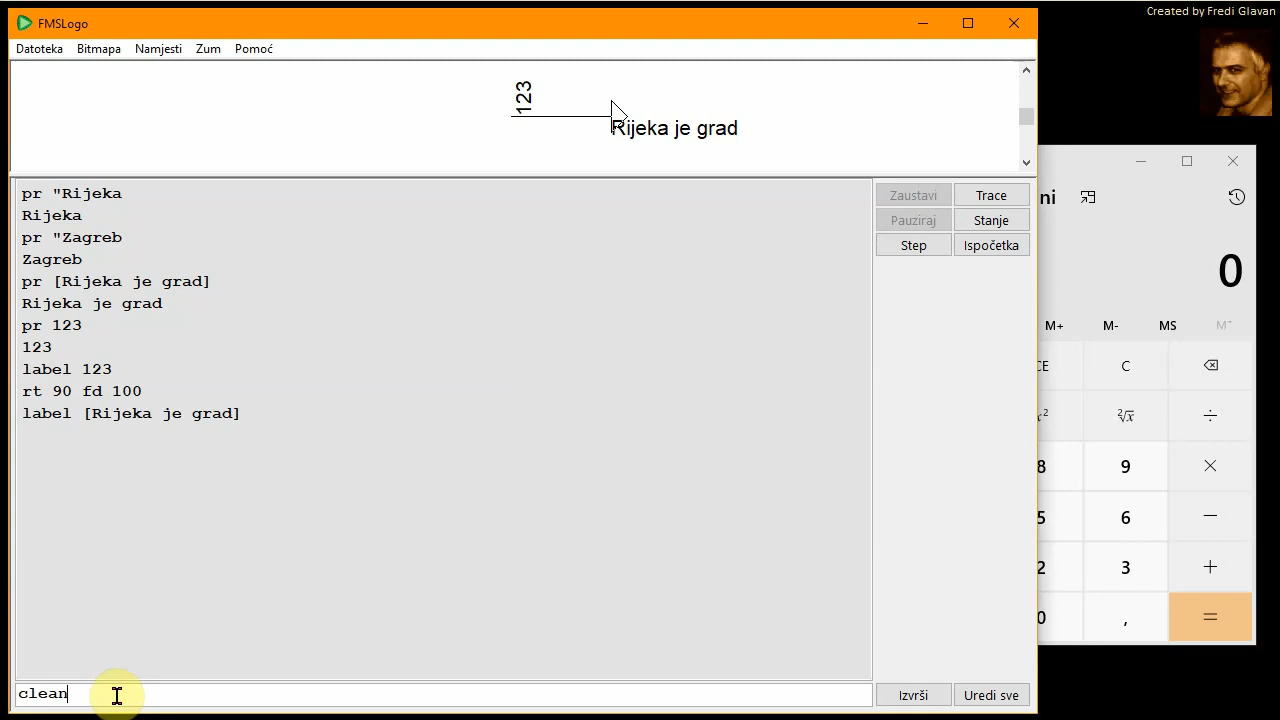 Created by Fredi Glavan
FMSLogo
Datoteka Bitmapa Namjesti Zum Pomoć
123
Rijeka je grad
pr "Rijeka
Rijeka
pr "Zagreb
Zagreb
pr [Rijeka je grad]
Rijeka je grad
pr 123
123
label 123
rt 90 fd 100
label [Rijeka je grad]
clean
Zaustavi Trace
Pauziraj Stanje
Step Ispočetka
Izvrši Uredi sve
ni
0
M+ M- MS
CE C
x² ²√x ÷
8 9 ×
5 6 −
2 3 +
0 , =